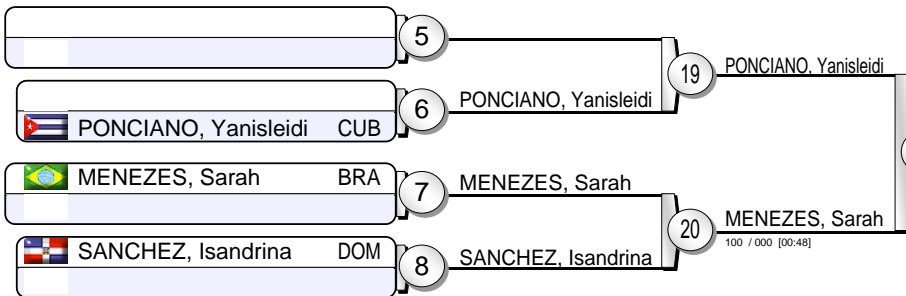 5
19 PONCIANO, Yanisleidi
6 PONCIANO, Yanisleidi
PONCIANO, Yanisleidi CUB
MENEZES, Sarah BRA
7 MENEZES, Sarah
20 MENEZES, Sarah
100 / 000 [00:48]
SANCHEZ, Isandrina DOM
8 SANCHEZ, Isandrina